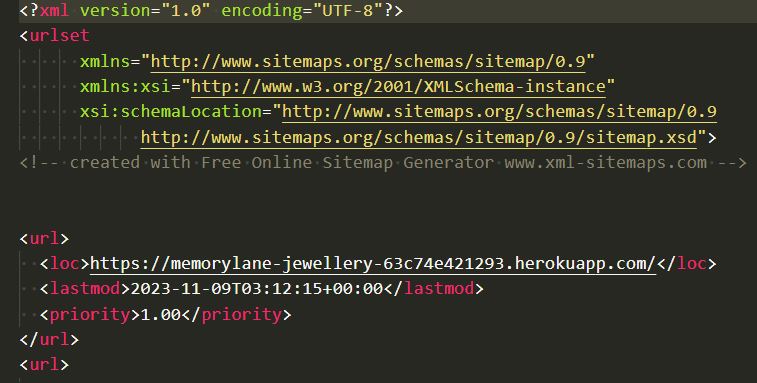 <?xml version="1.0" encoding="UTF-8"?>
<urlset
xmlns="http://www.sitemaps.org/schemas/sitemap/0.9"
xmlns:xsi="http://www.w3.org/2001/XMLSchema-instance"
xsi:schemaLocation="http://www.sitemaps.org/schemas/sitemap/0.9
http://www.sitemaps.org/schemas/sitemap/0.9/sitemap.xsd">
<!-- created with Free Online Sitemap Generator www.xml-sitemaps.com -->
<url>
<loc>https://memorylane-jewellery-63c74e421293.herokuapp.com/</loc>
<lastmod>2023-11-09T03:12:15+00:00</lastmod>
<priority>1.00</priority>
</url>
<url>